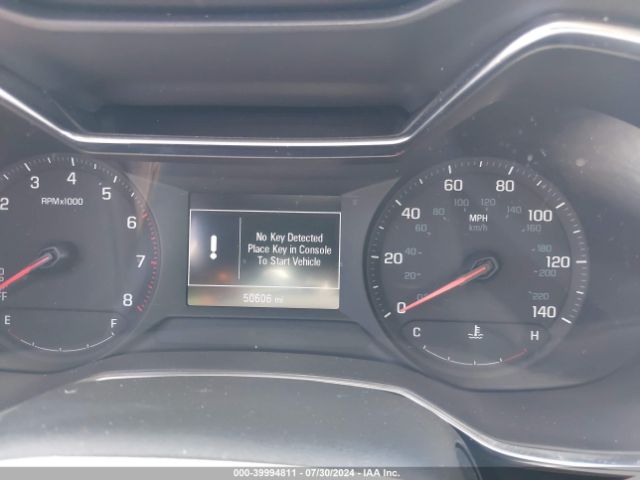 2 3 4 5 6 7 8
RPMx1000
OFF
E F
No Key Detected
Place Key in Console
To Start Vehicle
50606 mi
0 20 40 60 80 100 120 140
MPH
km/h
0 20 40 60 80 100 120 140 160 180 200 220
C H
000-39994811 - 07/30/2024 - IAA Inc.